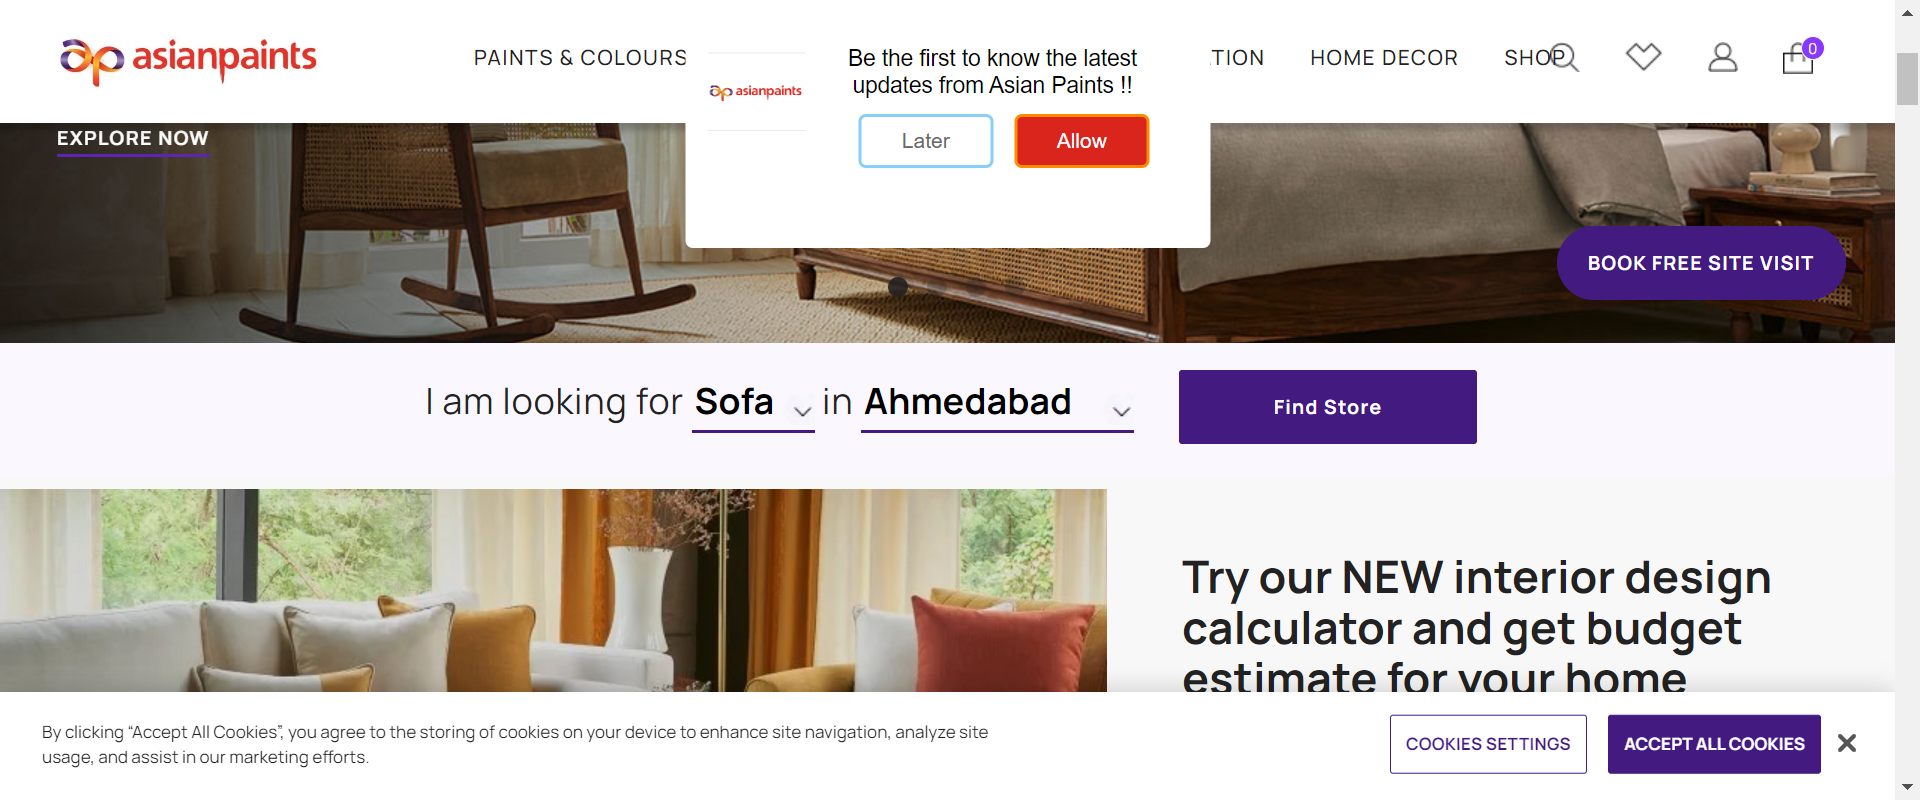 asianpaints
PAINTS & COLOURS
TION
HOME DECOR
SHOP
0
asianpaints
Be the first to know the latest
updates from Asian Paints !!
Later
Allow
EXPLORE NOW
BOOK FREE SITE VISIT
I am looking for Sofa in Ahmedabad
Find Store
Try our NEW interior design
calculator and get budget
estimate for your home
By clicking “Accept All Cookies”, you agree to the storing of cookies on your device to enhance site navigation, analyze site
usage, and assist in our marketing efforts.
COOKIES SETTINGS
ACCEPT ALL COOKIES